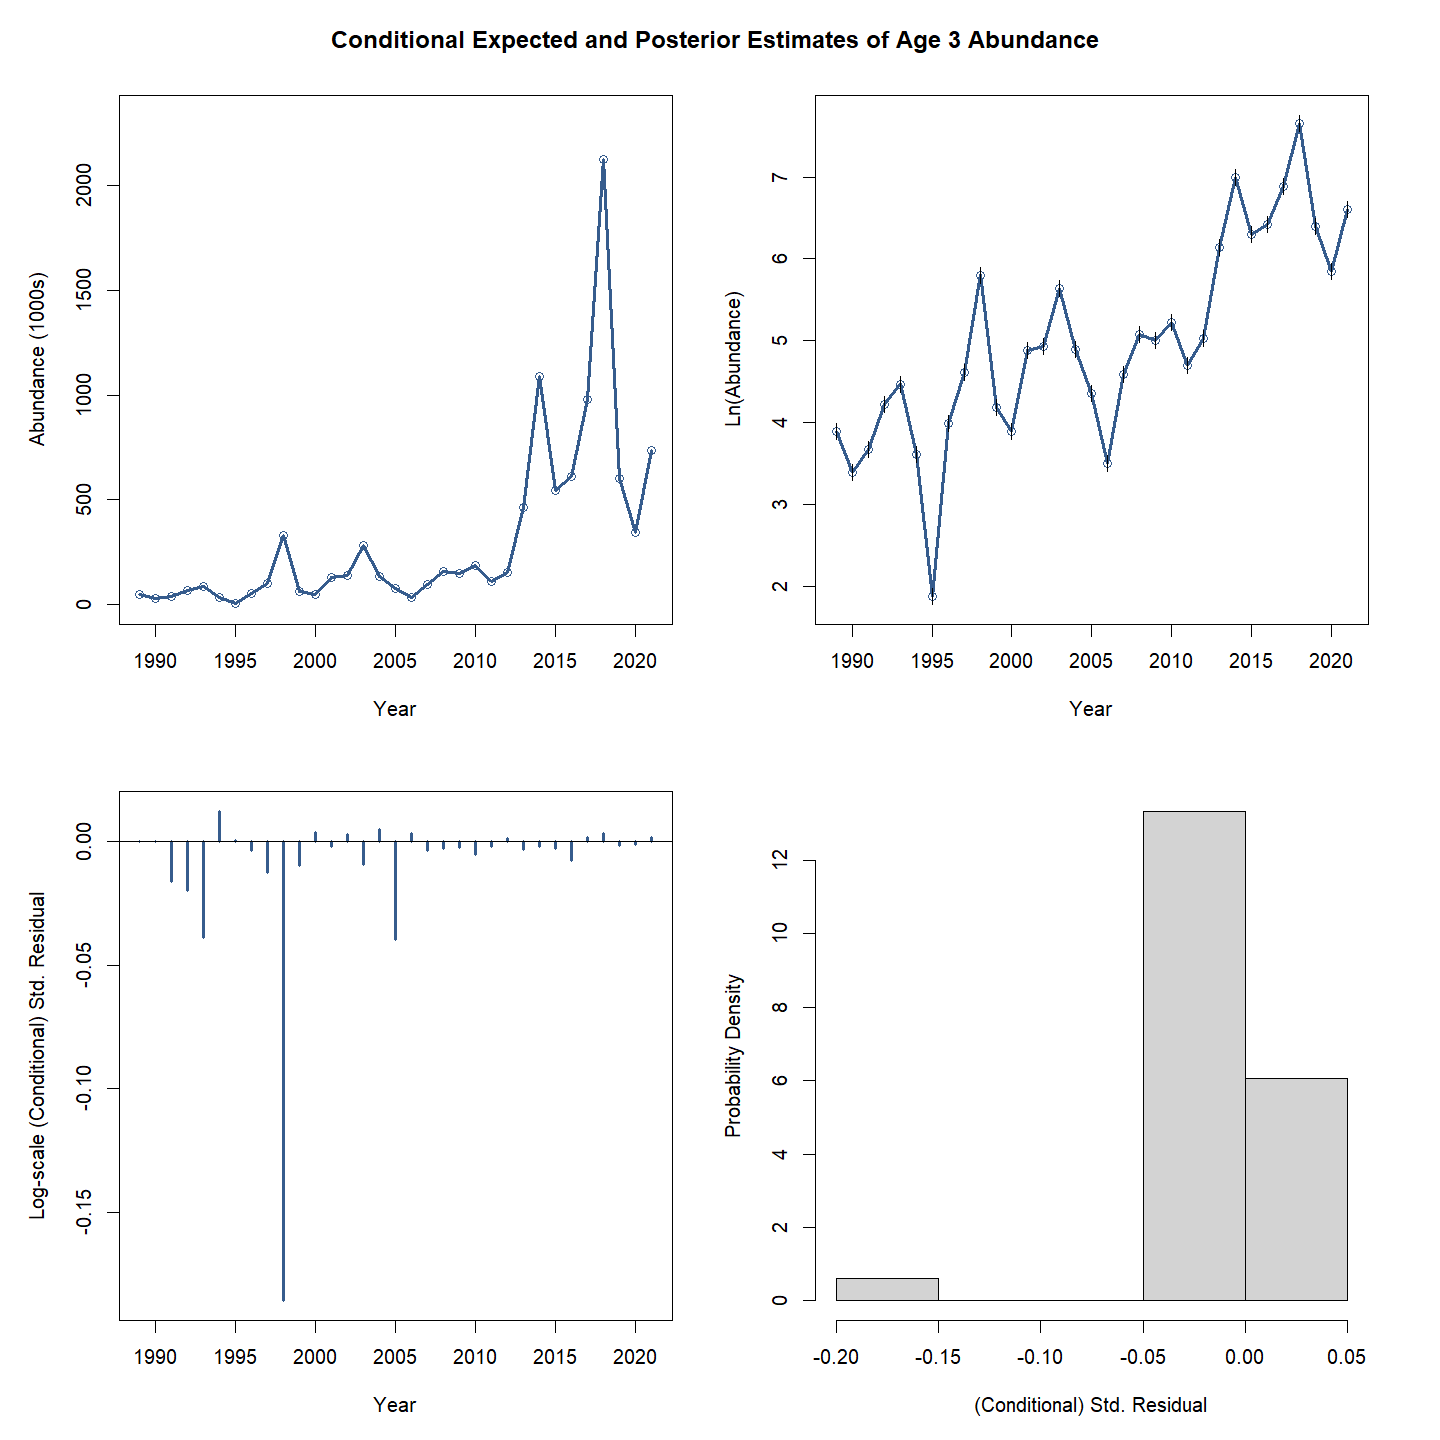 Conditional Expected and Posterior Estimates of Age 3 Abundance
Abundance (1000s)
2000
1500
1000
500
0
1990 1995 2000 2005 2010 2015 2020
Year
Ln(Abundance)
7
6
5
4
3
2
1990 1995 2000 2005 2010 2015 2020
Year
Log-scale (Conditional) Std. Residual
0.00
-0.05
-0.10
-0.15
1990 1995 2000 2005 2010 2015 2020
Year
Probability Density
12
10
8
6
4
2
0
-0.20 -0.15 -0.10 -0.05 0.00 0.05
(Conditional) Std. Residual